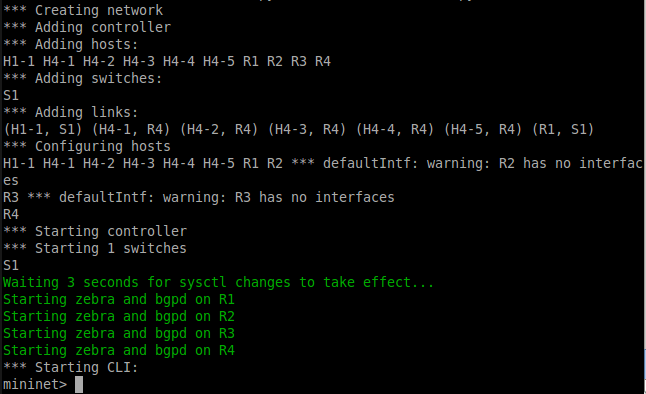 *** Creating network
*** Adding controller
*** Adding hosts:
H1-1 H4-1 H4-2 H4-3 H4-4 H4-5 R1 R2 R3 R4
*** Adding switches:
S1
*** Adding links:
(H1-1, S1) (H4-1, R4) (H4-2, R4) (H4-3, R4) (H4-4, R4) (H4-5, R4) (R1, S1)
*** Configuring hosts
H1-1 H4-1 H4-2 H4-3 H4-4 H4-5 R1 R2 *** defaultIntf: warning: R2 has no interfac
es
R3 *** defaultIntf: warning: R3 has no interfaces
R4
*** Starting controller
*** Starting 1 switches
S1
Waiting 3 seconds for sysctl changes to take effect...
Starting zebra and bgpd on R1
Starting zebra and bgpd on R2
Starting zebra and bgpd on R3
Starting zebra and bgpd on R4
*** Starting CLI:
mininet>